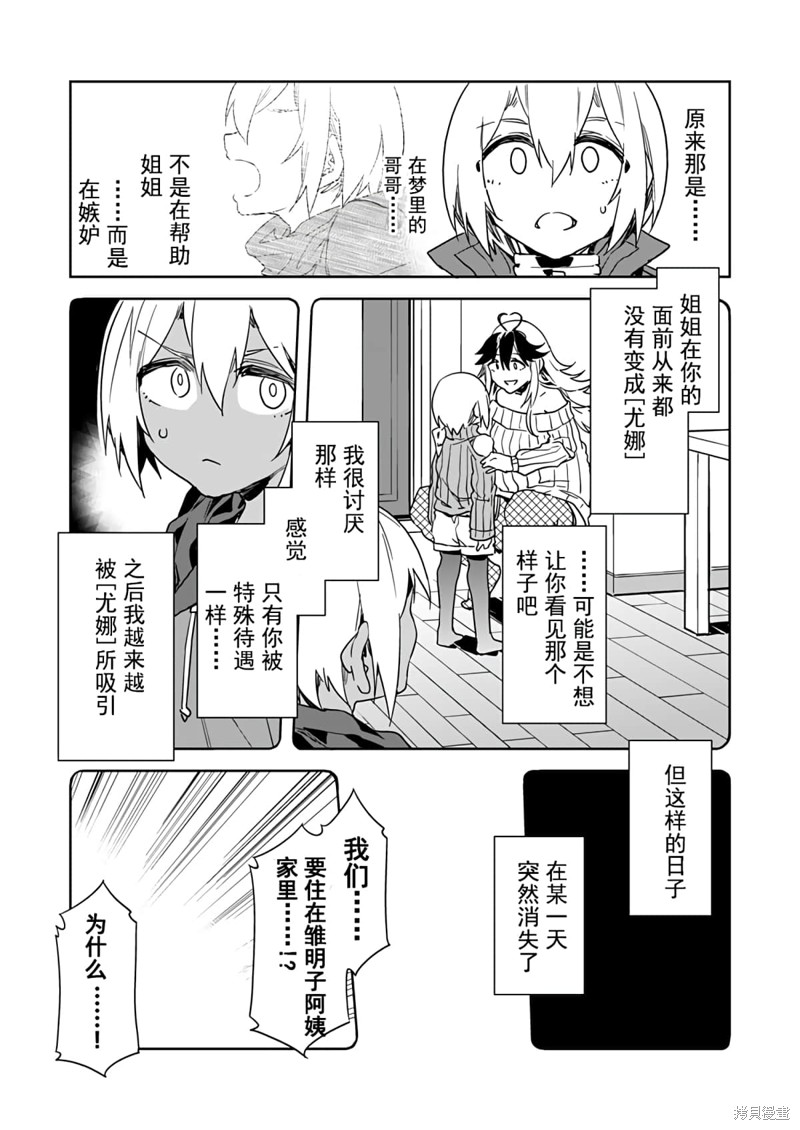 原来那是……
在梦里的
哥哥……
不是在帮助
姐姐
……而是
在嫉妒
姐姐在你的
面前从来都
没有变成[尤娜]
……可能是不想
让你看见那个
样子吧
我很讨厌
那样
感觉
只有你被
特殊待遇
一样……
之后我越来越
被[尤娜]所吸引
但这样的日子
在某一天
突然消失了
我们……
要住在雏明子阿姨
家里……!?
为什么……!
拷贝漫畫